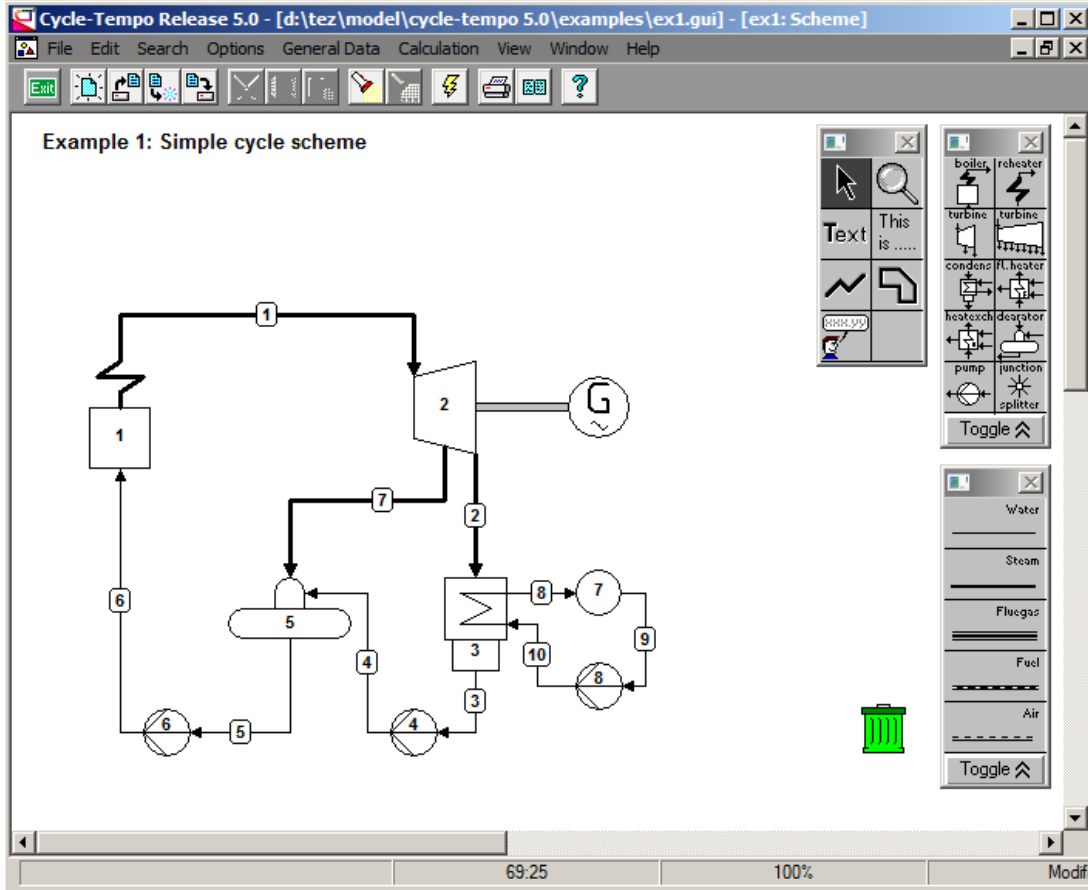 Cycle-Tempo Release 5.0 - [d:\tez\model\cycle-tempo 5.0\examples\ex1.gui] - [ex1: Scheme]
File Edit Search Options General Data Calculation View Window Help
Exit
?
Example 1: Simple cycle scheme
Text
This
is .....
xxx.yy
boiler reheater
turbine turbine
condens fl.heater
heatexch dearator
pump junction
splitter
Toggle
Water
Steam
Fluegas
Fuel
Air
Toggle
1
1
2
G
~
7
2
6
5
8
7
9
4
3
10
8
3
6
5
4
69:25 100% Modif